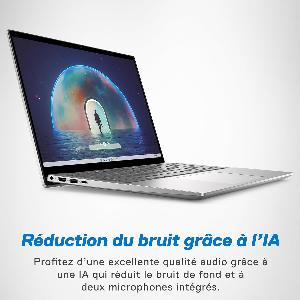 Réduction du bruit grâce à l'IA
Profitez d'une excellente qualité audio grâce à
une IA qui réduit le bruit de fond et à
deux microphones intégrés.